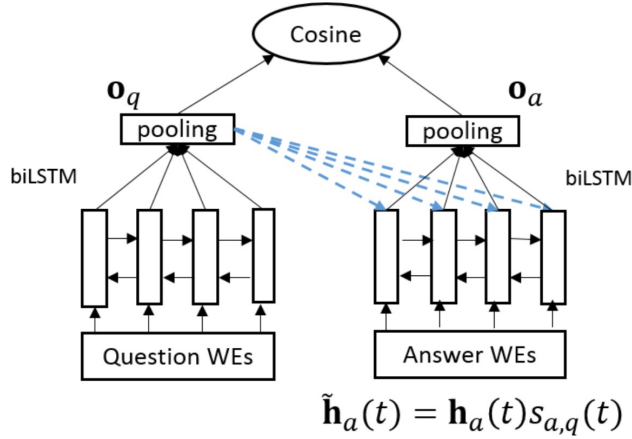 Cosine
𝐨_q
𝐨_a
pooling
pooling
biLSTM
biLSTM
Question WEs
Answer WEs
𝐡̃_a(t) = 𝐡_a(t)s_{a,q}(t)